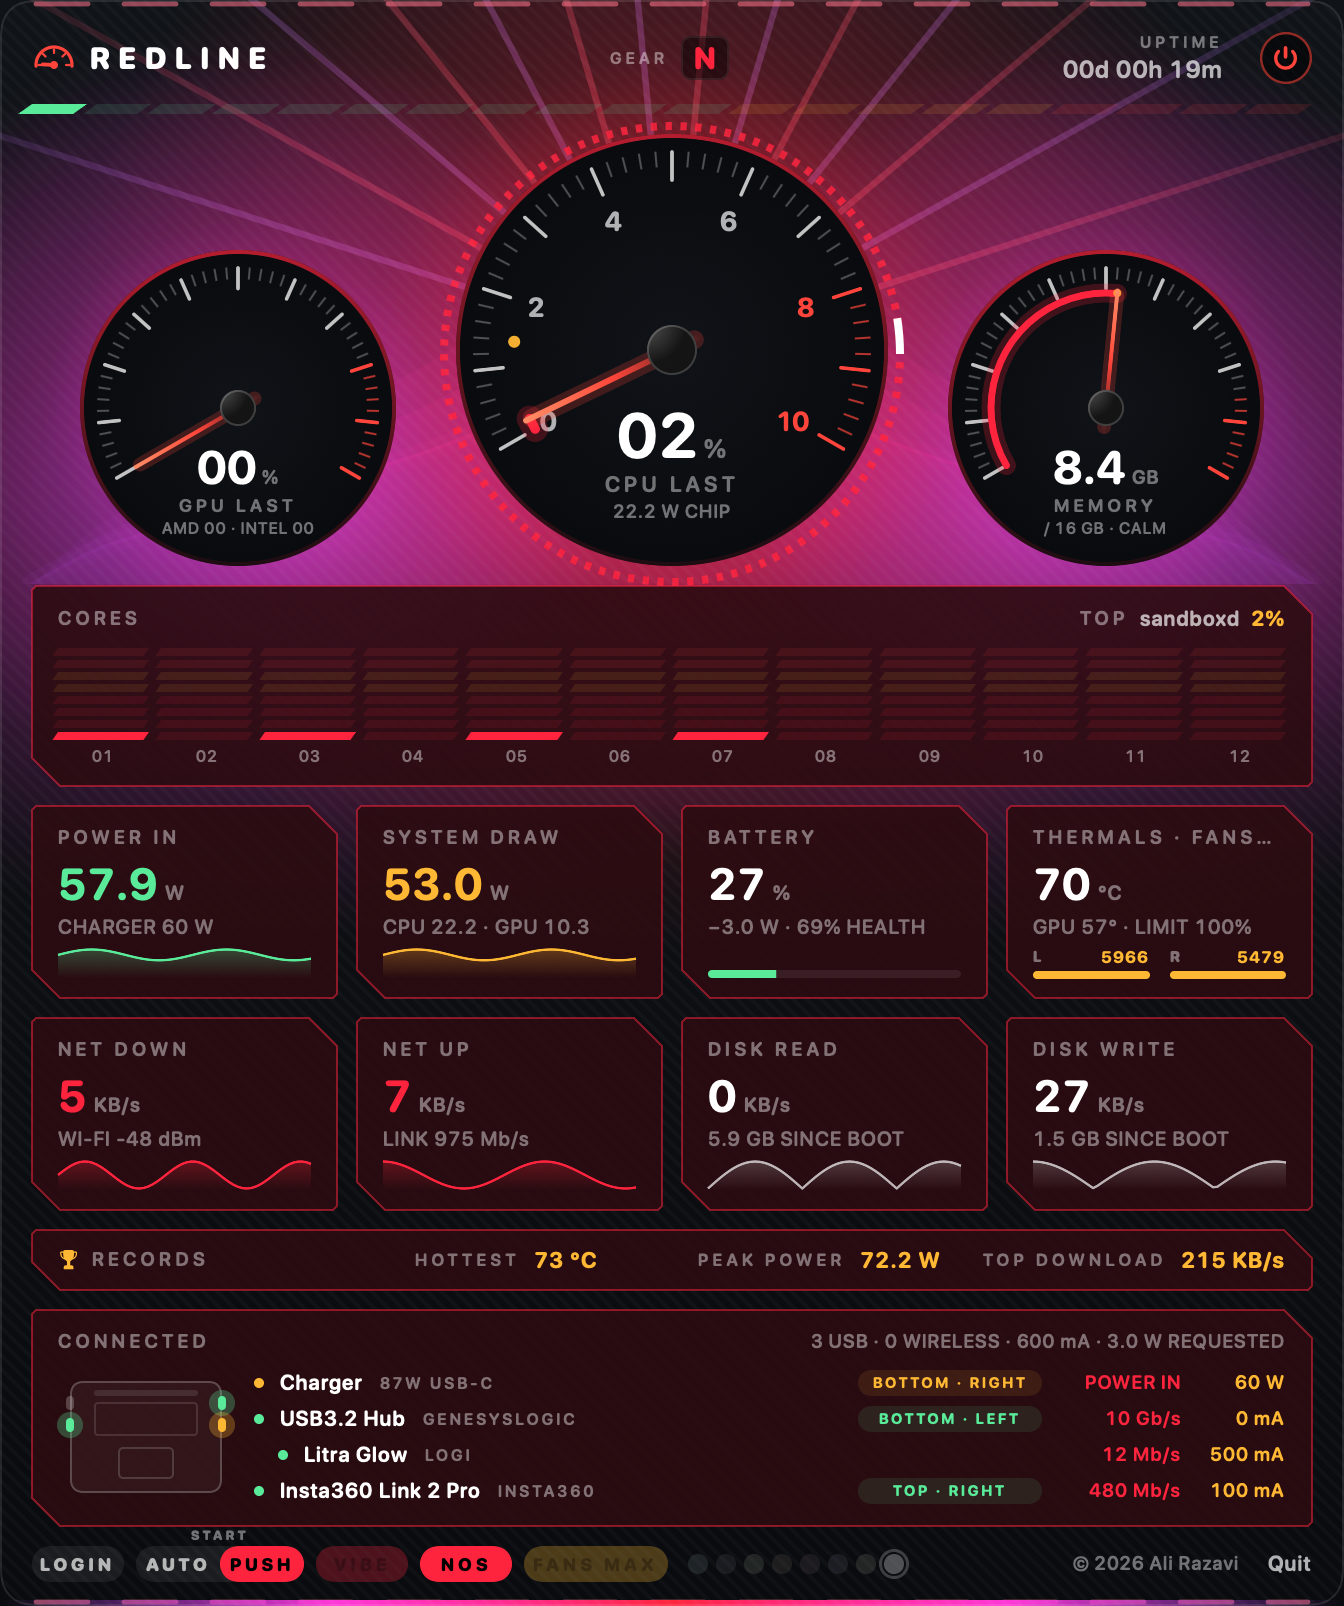 REDLINE
GEAR N
UPTIME
00d 00h 19m
4 6
2 8
0 10
02 %
CPU LAST
22.2 W CHIP
00 %
GPU LAST
AMD 00 · INTEL 00
8.4 GB
MEMORY
/ 16 GB · CALM
CORES
TOP sandboxd 2%
01 02 03 04 05 06 07 08 09 10 11 12
POWER IN
57.9 W
CHARGER 60 W
SYSTEM DRAW
53.0 W
CPU 22.2 · GPU 10.3
BATTERY
27 %
−3.0 W · 69% HEALTH
THERMALS · FANS...
70 °C
GPU 57° · LIMIT 100%
L 5966 R 5479
NET DOWN
5 KB/s
WI-FI -48 dBm
NET UP
7 KB/s
LINK 975 Mb/s
DISK READ
0 KB/s
5.9 GB SINCE BOOT
DISK WRITE
27 KB/s
1.5 GB SINCE BOOT
RECORDS HOTTEST 73 °C PEAK POWER 72.2 W TOP DOWNLOAD 215 KB/s
CONNECTED 3 USB · 0 WIRELESS · 600 mA · 3.0 W REQUESTED
Charger 87W USB-C BOTTOM · RIGHT POWER IN 60 W
USB3.2 Hub GENESYSLOGIC BOTTOM · LEFT 10 Gb/s 0 mA
Litra Glow LOGI 12 Mb/s 500 mA
Insta360 Link 2 Pro INSTA360 TOP · RIGHT 480 Mb/s 100 mA
START
LOGIN AUTO PUSH VIBE NOS FANS MAX © 2026 Ali Razavi Quit